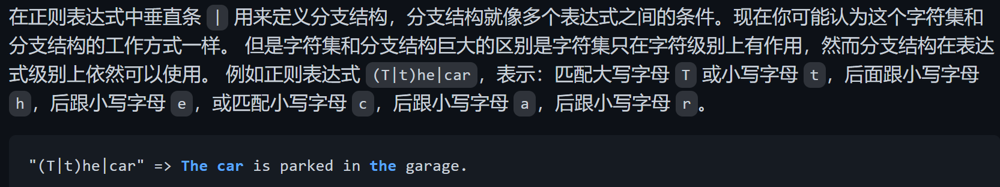 在正则表达式中垂直条 | 用来定义分支结构，分支结构就像多个表达式之间的条件。现在你可能认为这个字符集和
分支结构的工作方式一样。 但是字符集和分支结构巨大的区别是字符集只在字符级别上有作用，然而分支结构在表达
式级别上依然可以使用。 例如正则表达式 (T|t)he|car，表示：匹配大写字母 T 或小写字母 t，后面跟小写字母
h，后跟小写字母 e，或匹配小写字母 c，后跟小写字母 a，后跟小写字母 r。
"(T|t)he|car" => The car is parked in the garage.